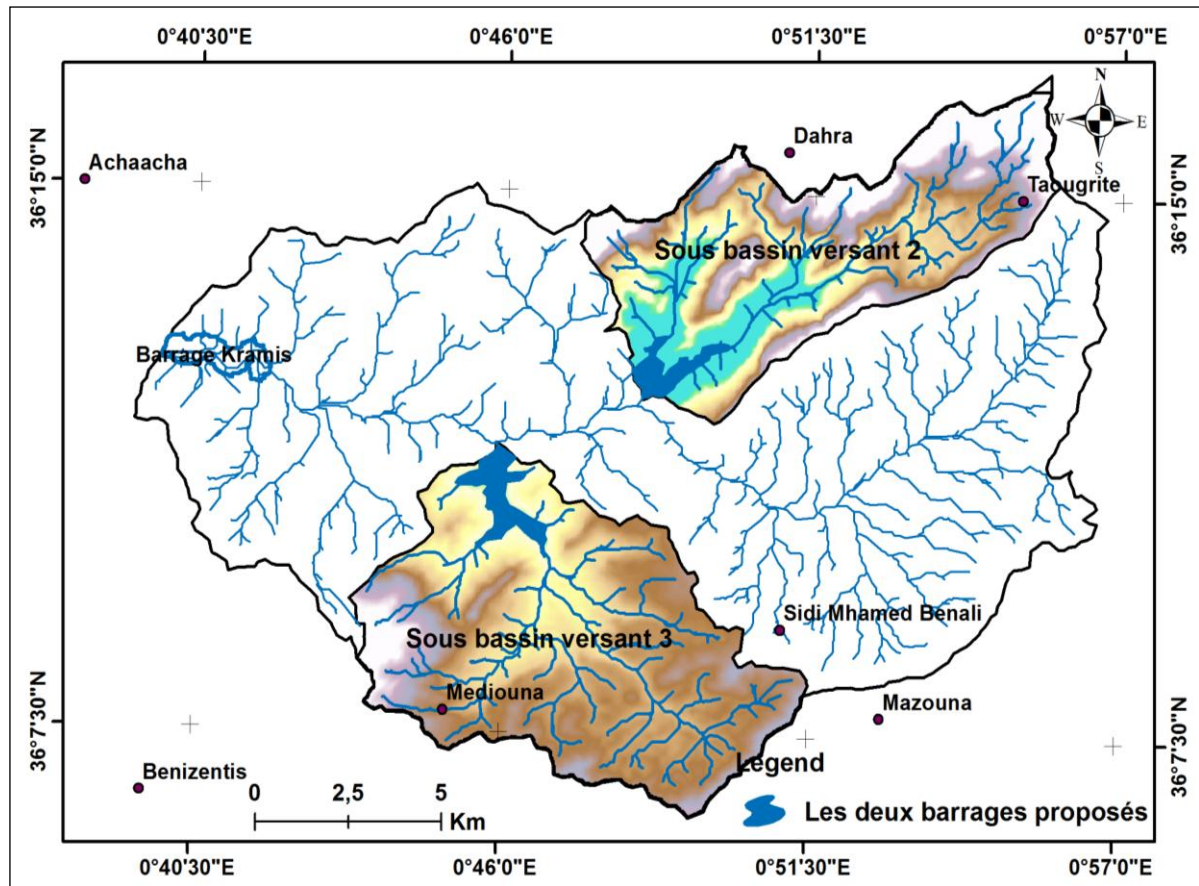 0°40'30"E 0°46'0"E 0°51'30"E 0°57'0"E
N
W E
S
Dahra
Achaacha
36°15'0"N
36°15'0"N
Taougrite
Sous bassin versant 2
Barrage Kramis
Sidi Mhamed Benali
Sous bassin versant 3
Mediouna
Mazouna
36°7'30"N
36°7'30"N
Legend
Benizentis
0 2,5 5
Km
Les deux barrages proposés
0°40'30"E 0°46'0"E 0°51'30"E 0°57'0"E